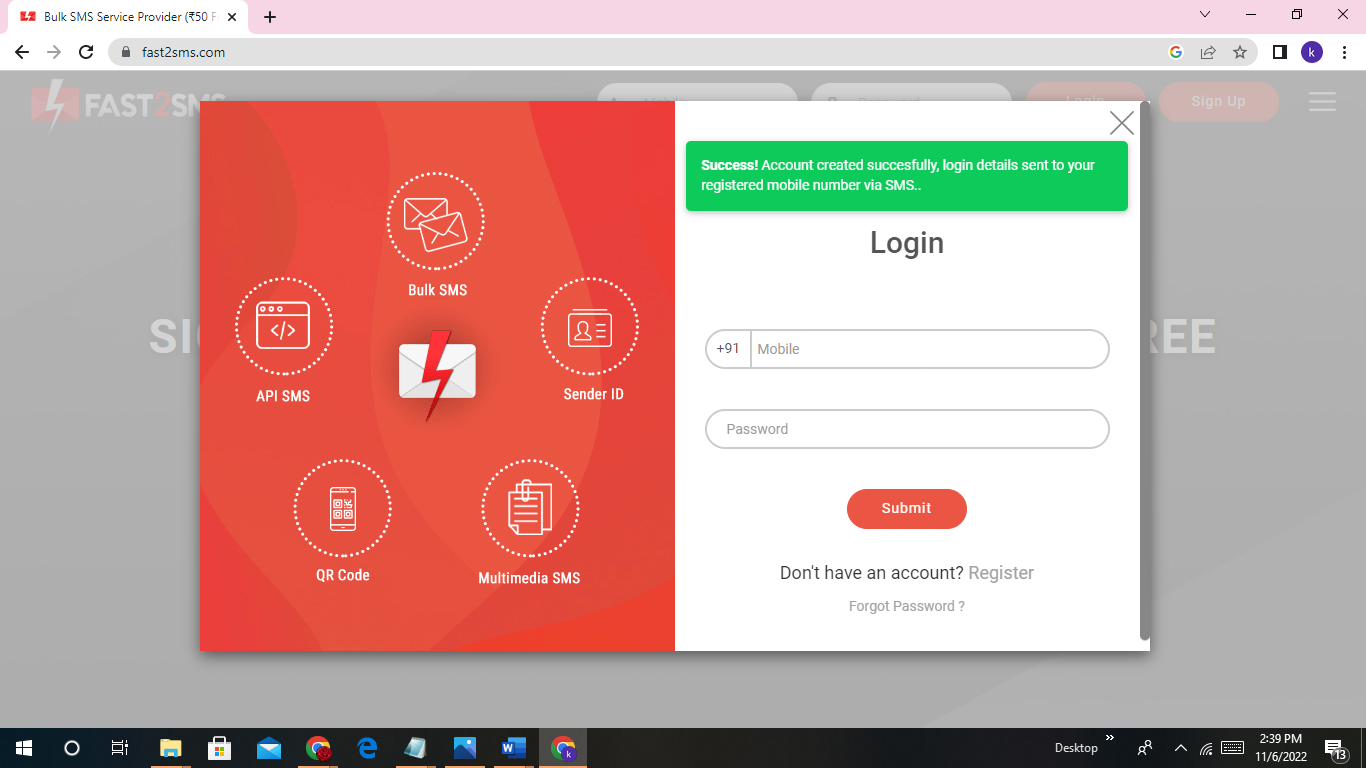 Bulk SMS Service Provider (₹50 F
fast2sms.com
k
FAST2SMS
Login
Sign Up
Success! Account created succesfully, login details sent to your
registered mobile number via SMS..
Login
+91 Mobile
Password
Submit
Don't have an account? Register
Forgot Password ?
Bulk SMS
API SMS
Sender ID
QR Code
Multimedia SMS
REE
Desktop
2:39 PM
11/6/2022
13